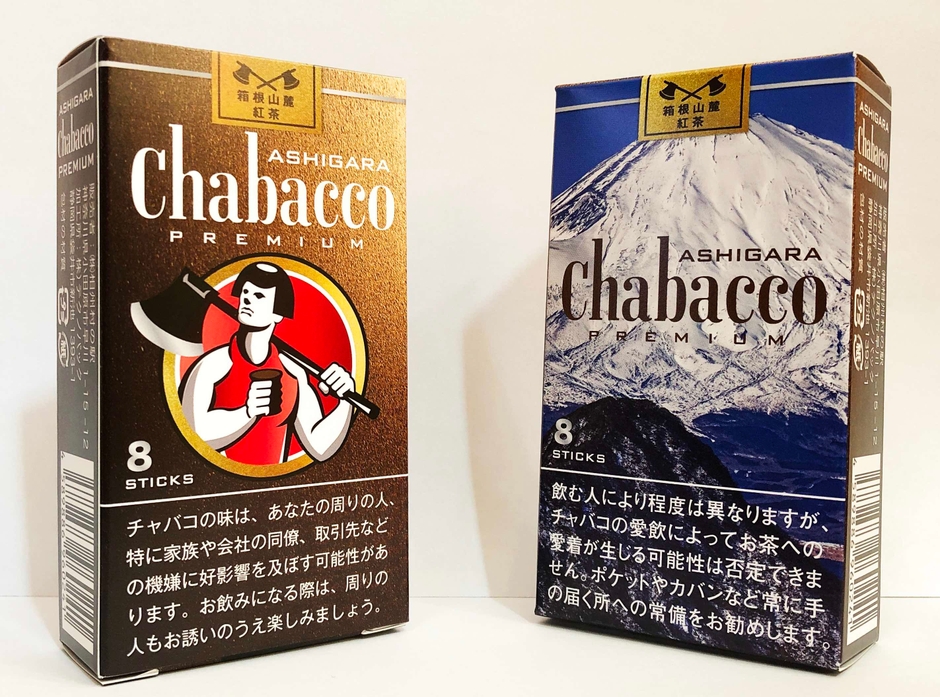 箱根山麓
紅茶
ASHIGARA
Chabacco
PREMIUM
8
STICKS
チャバコの味は、あなたの周りの人、
特に家族や会社の同僚、取引先など
の機嫌に好影響を及ぼす可能性があ
ります。お飲みになる際は、周りの
人もお誘いのうえ楽しみましょう。
ASHIGARA
Chabacco
PREMIUM
箱根山麓
紅茶
ASHIGARA
Chabacco
PREMIUM
8
STICKS
飲む人により程度は異なりますが、
チャバコの愛飲によってお茶への
愛着が生じる可能性は否定できま
せん。ポケットやカバンなど常に手
の届く所への常備をお勧めします。
ASHIGARA
Chabacco
PREMIUM